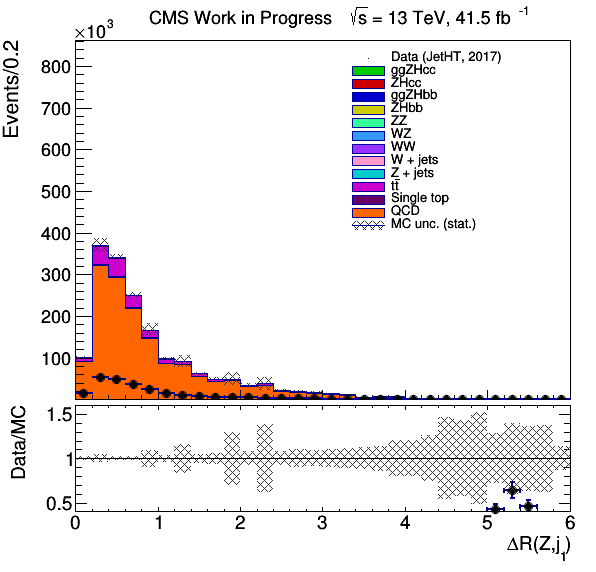 CMS Work in Progress √s = 13 TeV, 41.5 fb⁻¹
×10³
Events/0.2
800
700
600
500
400
300
200
100
Data (JetHT, 2017)
ggZHcc
ZHcc
ggZHbb
ZHbb
ZZ
WZ
WW
W + jets
Z + jets
tt̄
Single top
QCD
MC unc. (stat.)
Data/MC
1.5
1
0.5
0 1 2 3 4 5 6
ΔR(Z,j₁)